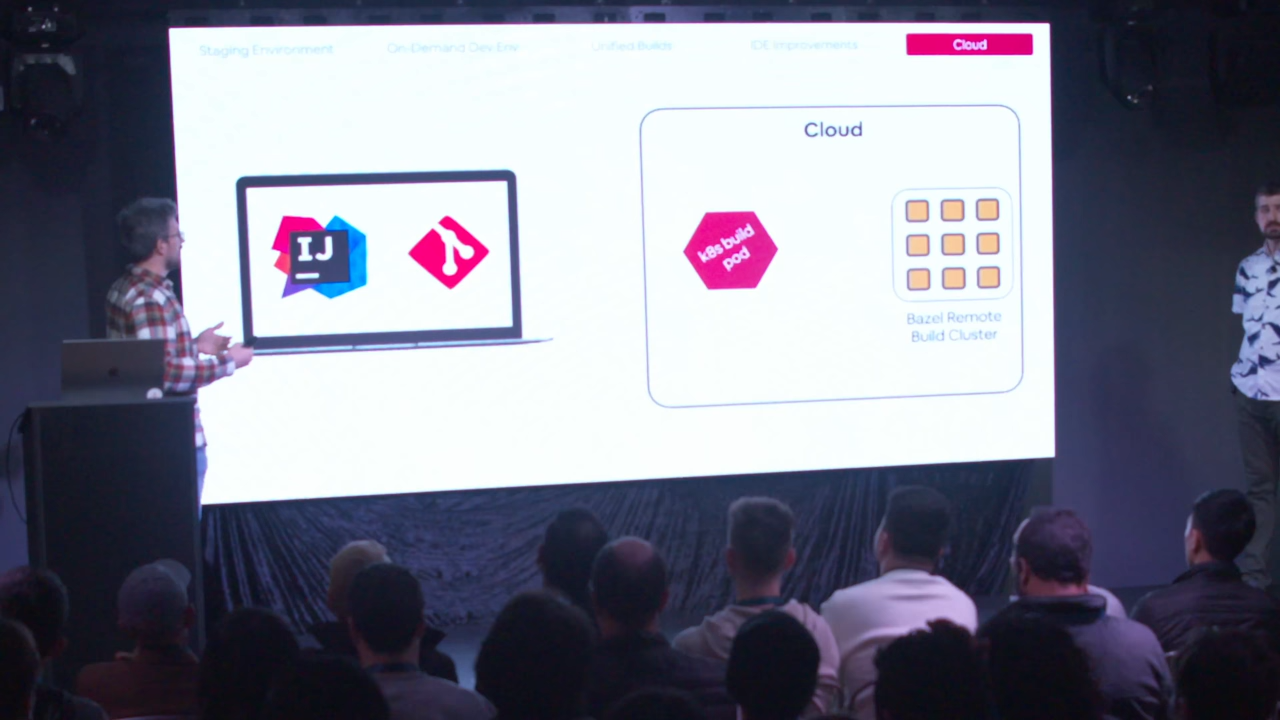 Staging Environment
On-Demand Dev Env
Unified Builds
IDE Improvements
Cloud
Cloud
IJ
k8s build
pod
Bazel Remote
Build Cluster